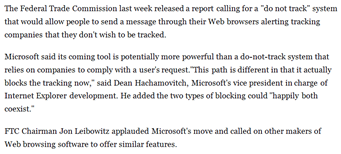 The Federal Trade Commission last week released a report calling for a "do not track" system
that would allow people to send a message through their Web browsers alerting tracking
companies that they don't wish to be tracked.
Microsoft said its coming tool is potentially more powerful than a do-not-track system that
relies on companies to comply with a user's request."This path is different in that it actually
blocks the tracking now," said Dean Hachamovitch, Microsoft's vice president in charge of
Internet Explorer development. He added the two types of blocking could "happily both
coexist."
FTC Chairman Jon Leibowitz applauded Microsoft's move and called on other makers of
Web browsing software to offer similar features.